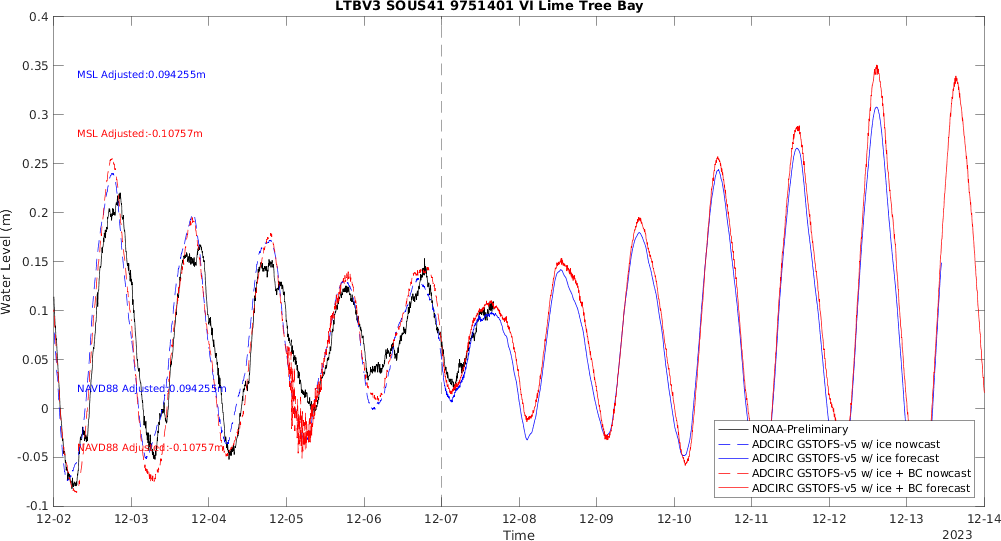 LTBV3 SOUS41 9751401 VI Lime Tree Bay
0.4
0.35
0.3
0.25
0.2
0.15
0.1
0.05
0
-0.05
-0.1
Water Level (m)
MSL Adjusted:0.094255m
MSL Adjusted:-0.10757m
NAVD88 Adjusted:0.094255m
NAVD88 Adjusted:-0.10757m
NOAA-Preliminary
ADCIRC GSTOFS-v5 w/ ice nowcast
ADCIRC GSTOFS-v5 w/ ice forecast
ADCIRC GSTOFS-v5 w/ ice + BC nowcast
ADCIRC GSTOFS-v5 w/ ice + BC forecast
12-02 12-03 12-04 12-05 12-06 12-07 12-08 12-09 12-10 12-11 12-12 12-13 12-14
Time
2023